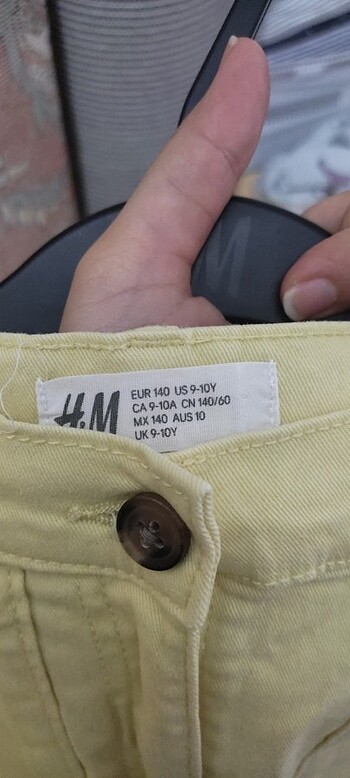 H&M
EUR 140 US 9-10Y
CA 9-10A CN 140/60
MX 140 AUS 10
UK 9-10Y